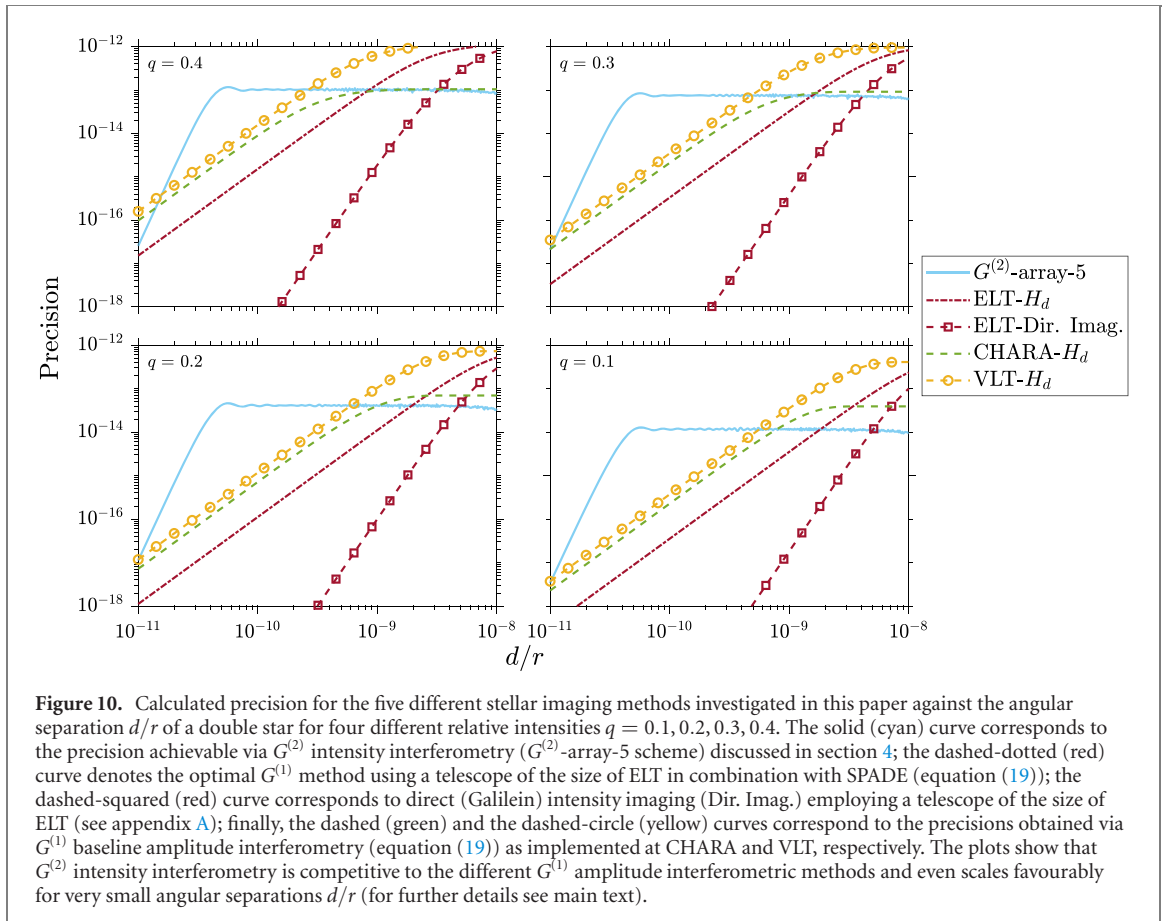 10^{-12}
10^{-14}
10^{-16}
10^{-18}
q = 0.4
q = 0.3
10^{-12}
10^{-14}
10^{-16}
10^{-18}
q = 0.2
q = 0.1
Precision
10^{-11}
10^{-10}
10^{-9}
10^{-8}
10^{-11}
10^{-10}
10^{-9}
10^{-8}
d/r
G^{(2)}-array-5
ELT-H_d
ELT-Dir. Imag.
CHARA-H_d
VLT-H_d
Figure 10. Calculated precision for the five different stellar imaging methods investigated in this paper against the angular
separation d/r of a double star for four different relative intensities q = 0.1, 0.2, 0.3, 0.4. The solid (cyan) curve corresponds to
the precision achievable via G^{(2)} intensity interferometry (G^{(2)}-array-5 scheme) discussed in section 4; the dashed-dotted (red)
curve denotes the optimal G^{(1)} method using a telescope of the size of ELT in combination with SPADE (equation (19)); the
dashed-squared (red) curve corresponds to direct (Galilein) intensity imaging (Dir. Imag.) employing a telescope of the size of
ELT (see appendix A); finally, the dashed (green) and the dashed-circle (yellow) curves correspond to the precisions obtained via
G^{(1)} baseline amplitude interferometry (equation (19)) as implemented at CHARA and VLT, respectively. The plots show that
G^{(2)} intensity interferometry is competitive to the different G^{(1)} amplitude interferometric methods and even scales favourably
for very small angular separations d/r (for further details see main text).